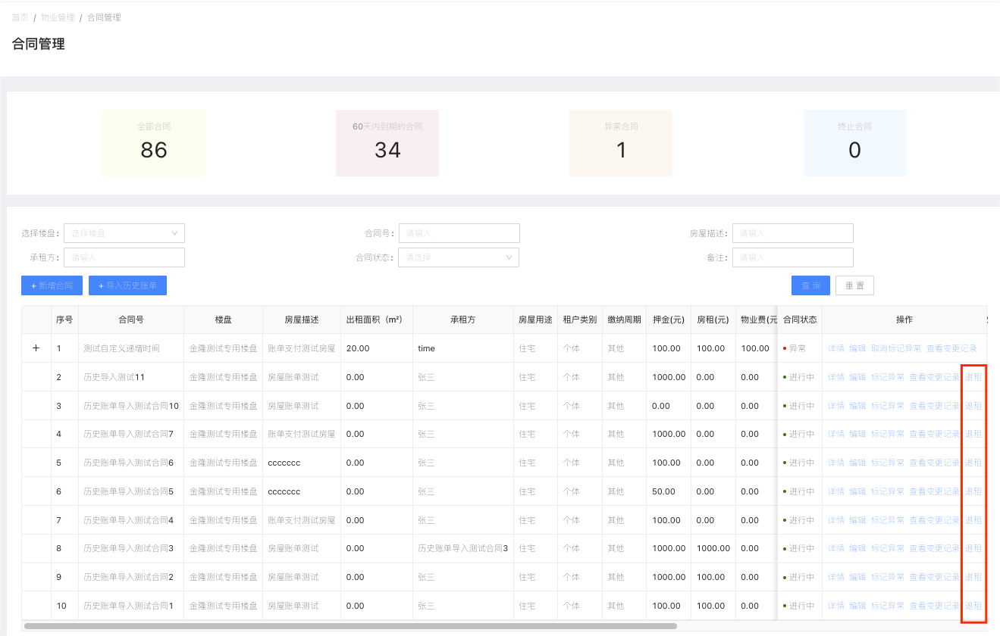 首页 / 物业管理 / 合同管理
合同管理
全部合同 60天内到期的合同 异常合同 终止合同
86 34 1 0
选择楼盘： 选择楼盘 合同号： 请输入 房屋描述： 请输入
承租方： 请输入 合同状态： 请选择 备注： 请输入
+ 新增合同 + 导入历史账单 查 询 重 置
序号 合同号 楼盘 房屋描述 出租面积（m²） 承租方 房屋用途 租户类别 缴纳周期 押金(元) 房租(元) 物业费(元 合同状态 操作
+ 1 测试自定义递增时间 金隆测试专用楼盘 账单支付测试房屋 20.00 time 住宅 个体 其他 100.00 100.00 100.00 异常 详情 编辑 取消标记异常 查看变更记录
2 历史导入测试11 金隆测试专用楼盘 房屋账单测试 0.00 张三 住宅 个体 其他 1000.00 0.00 0.00 进行中 详情 编辑 标记异常 查看变更记录 退租
3 历史账单导入测试合同10 金隆测试专用楼盘 房屋账单测试 0.00 张三 住宅 个体 其他 0.00 0.00 0.00 进行中 详情 编辑 标记异常 查看变更记录 退租
4 历史账单导入测试合同7 金隆测试专用楼盘 账单支付测试房屋 0.00 张三 住宅 个体 其他 1000.00 0.00 0.00 进行中 详情 编辑 标记异常 查看变更记录 退租
5 历史账单导入测试合同6 金隆测试专用楼盘 ccccccc 0.00 张三 住宅 个体 其他 100.00 0.00 0.00 进行中 详情 编辑 标记异常 查看变更记录 退租
6 历史账单导入测试合同5 金隆测试专用楼盘 ccccccc 0.00 张三 住宅 个体 其他 50.00 0.00 0.00 进行中 详情 编辑 标记异常 查看变更记录 退租
7 历史账单导入测试合同4 金隆测试专用楼盘 账单支付测试房屋 0.00 张三 住宅 个体 其他 100.00 0.00 0.00 进行中 详情 编辑 标记异常 查看变更记录 退租
8 历史账单导入测试合同3 金隆测试专用楼盘 房屋账单测试 0.00 历史账单导入测试合同3 住宅 个体 其他 1000.00 1000.00 0.00 进行中 详情 编辑 标记异常 查看变更记录 退租
9 历史账单导入测试合同2 金隆测试专用楼盘 房屋账单测试 0.00 张三 住宅 个体 其他 1000.00 100.00 0.00 进行中 详情 编辑 标记异常 查看变更记录 退租
10 历史账单导入测试合同1 金隆测试专用楼盘 房屋账单测试 0.00 张三 住宅 个体 其他 100.00 100.00 0.00 进行中 详情 编辑 标记异常 查看变更记录 退租